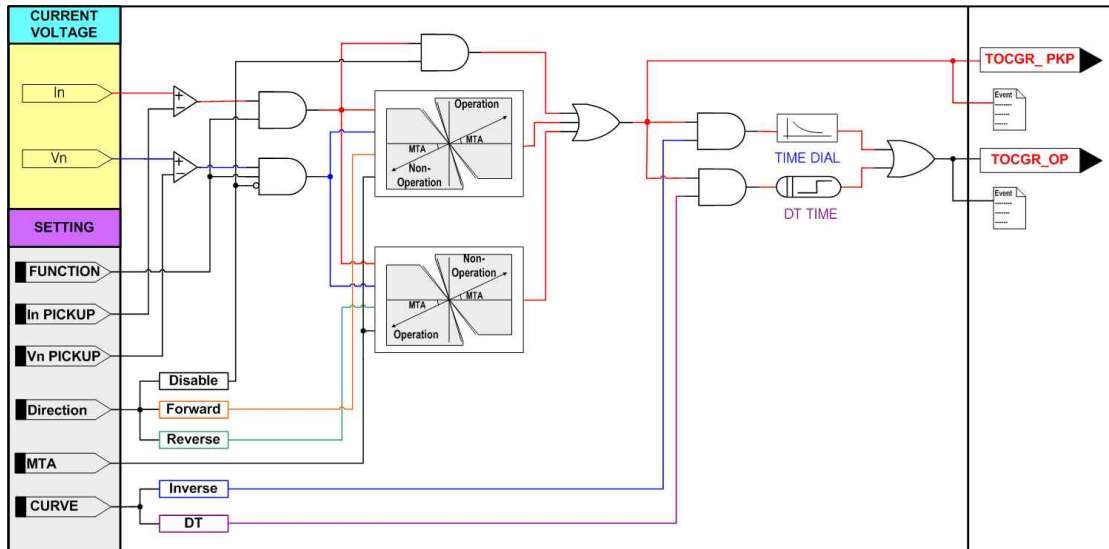 CURRENT
VOLTAGE
In
Vn
SETTING
FUNCTION
In PICKUP
Vn PICKUP
Direction
MTA
CURVE
Disable
Forward
Reverse
Inverse
DT
+
−
+
−
Operation
MTA
MTA
Non-
Operation
Non-
Operation
MTA
MTA
Operation
TIME DIAL
DT TIME
TOCGR_ PKP
Event
TOCGR_OP
Event